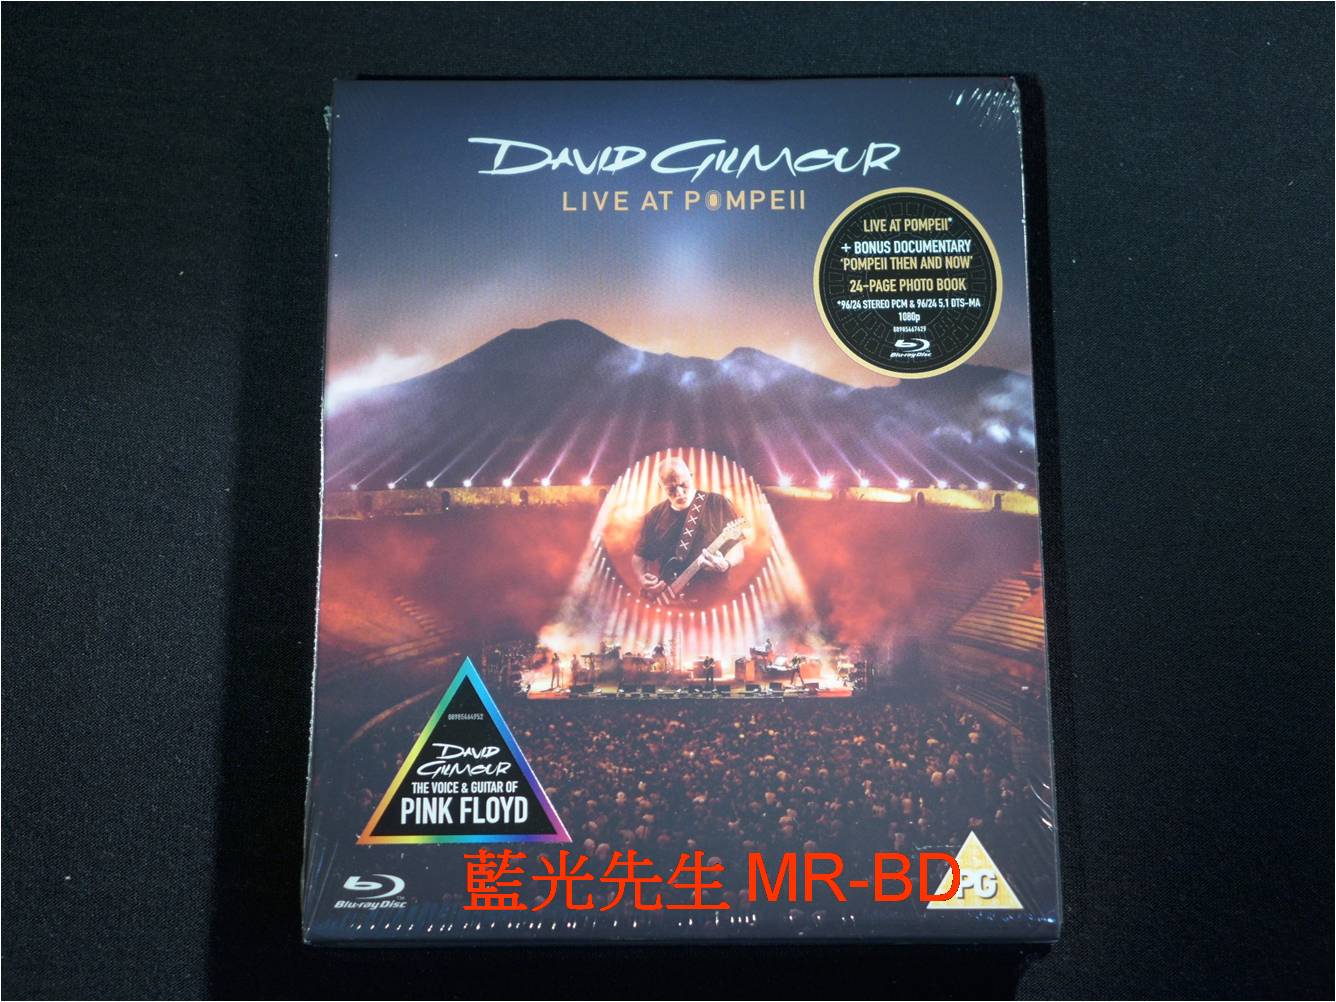 DAVID GILMOUR
LIVE AT POMPEII
LIVE AT POMPEII*
+ BONUS DOCUMENTARY
'POMPEII THEN AND NOW'
24-PAGE PHOTO BOOK
*96/24 STEREO PCM & 96/24 5.1 DTS-MA
1080p
88985467429
Blu-ray Disc
88985464952
DAVID
GILMOUR
THE VOICE & GUITAR OF
PINK FLOYD
Blu-ray Disc
藍光先生 MR-BD
PG